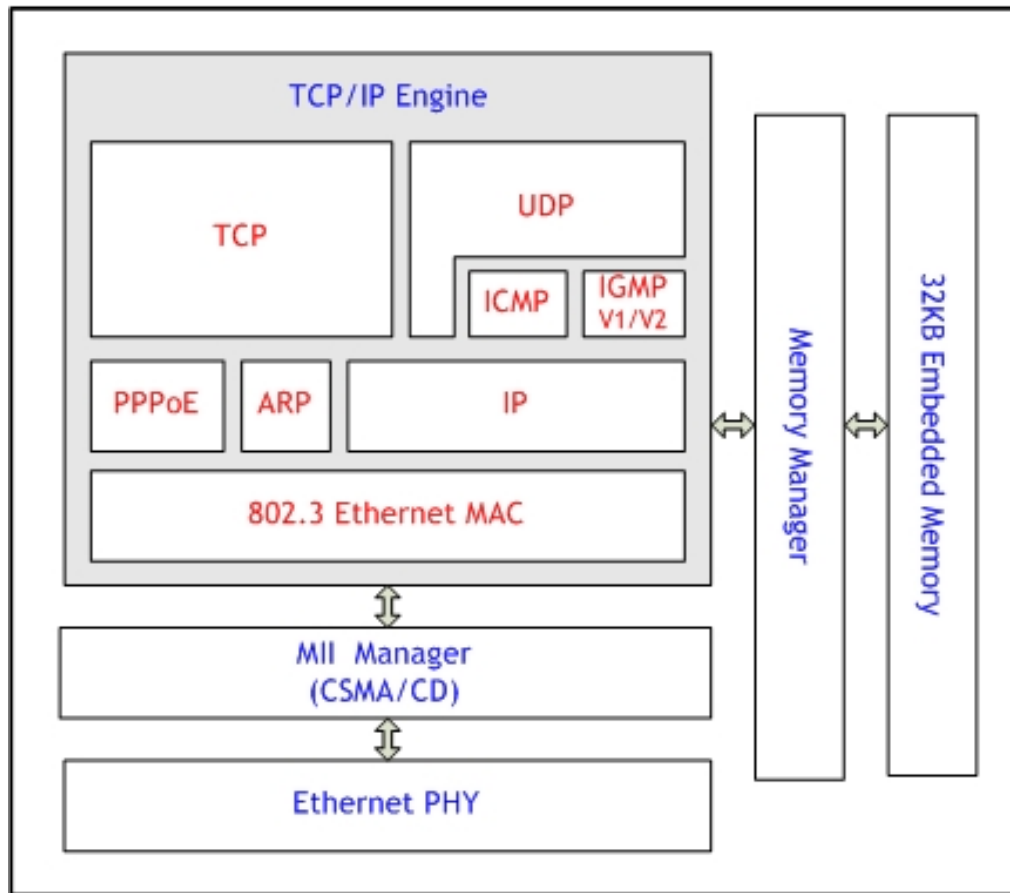 TCP/IP Engine
TCP
UDP
ICMP
IGMP
V1/V2
PPPoE
ARP
IP
802.3 Ethernet MAC
MII Manager
(CSMA/CD)
Ethernet PHY
Memory Manager
32KB Embedded Memory